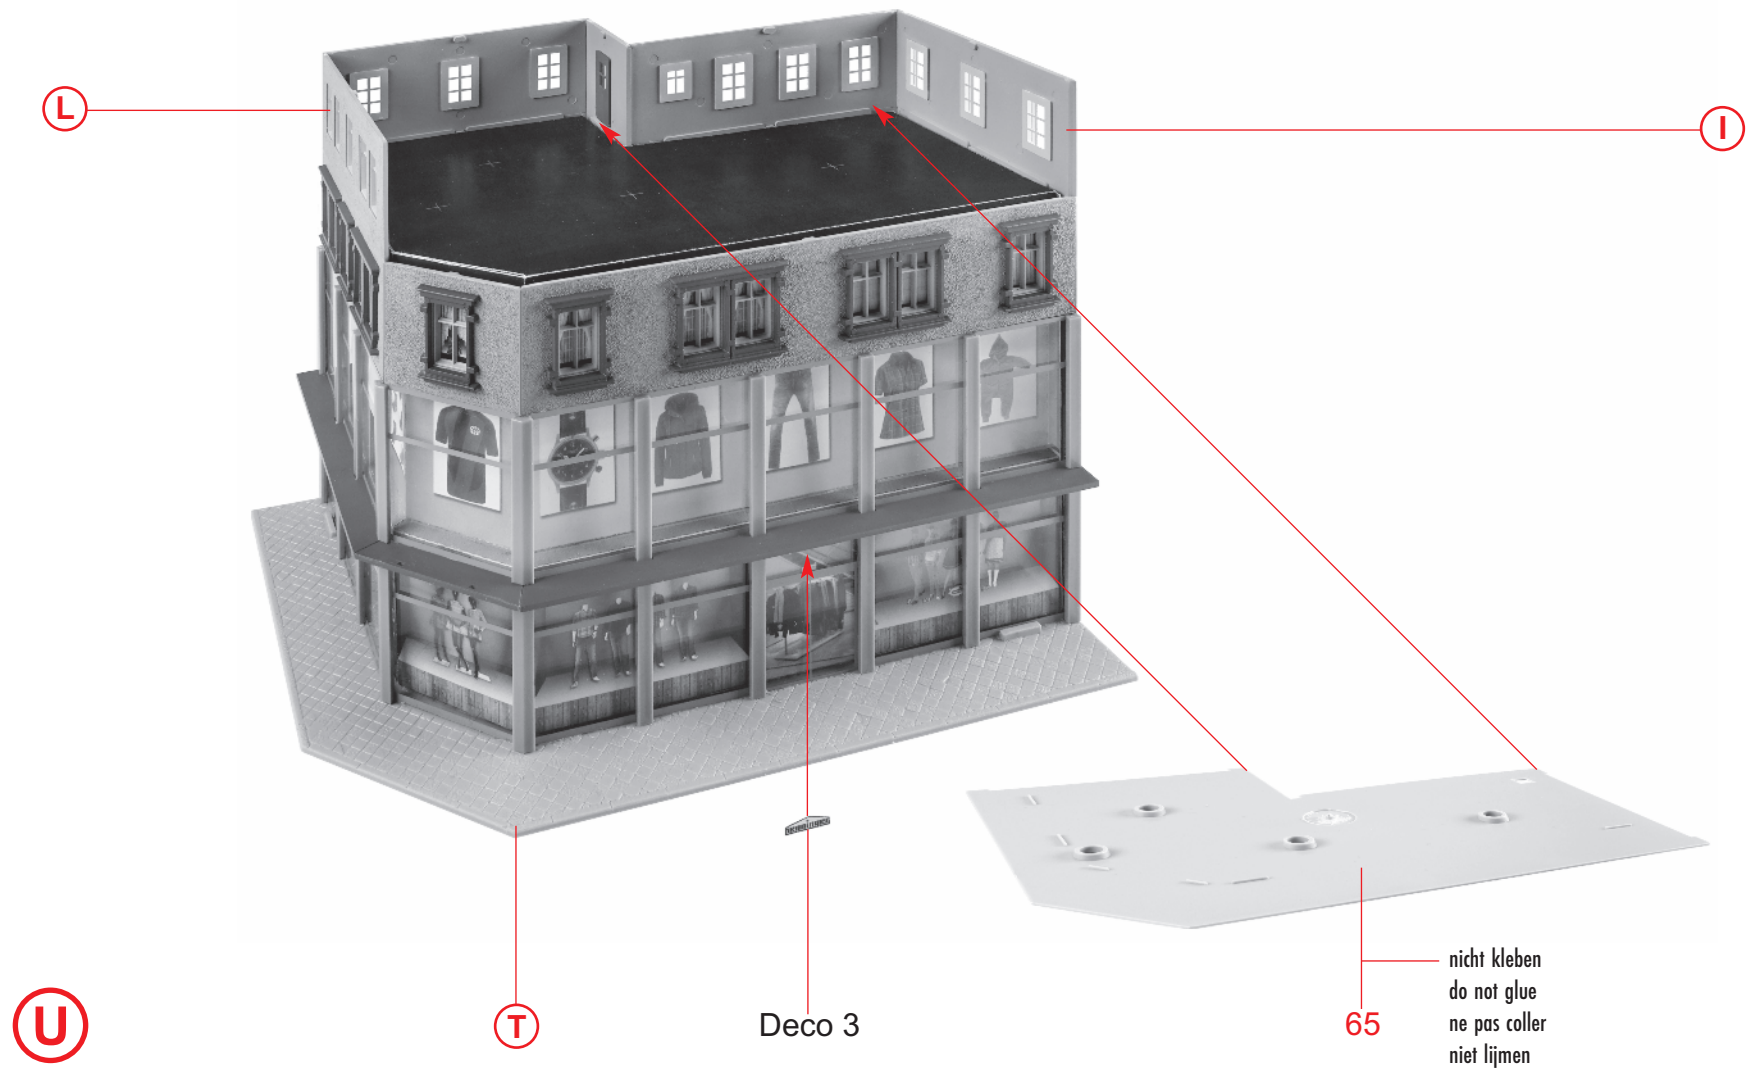 L
I
U
T
Deco 3
65
nicht kleben
do not glue
ne pas coller
niet lijmen